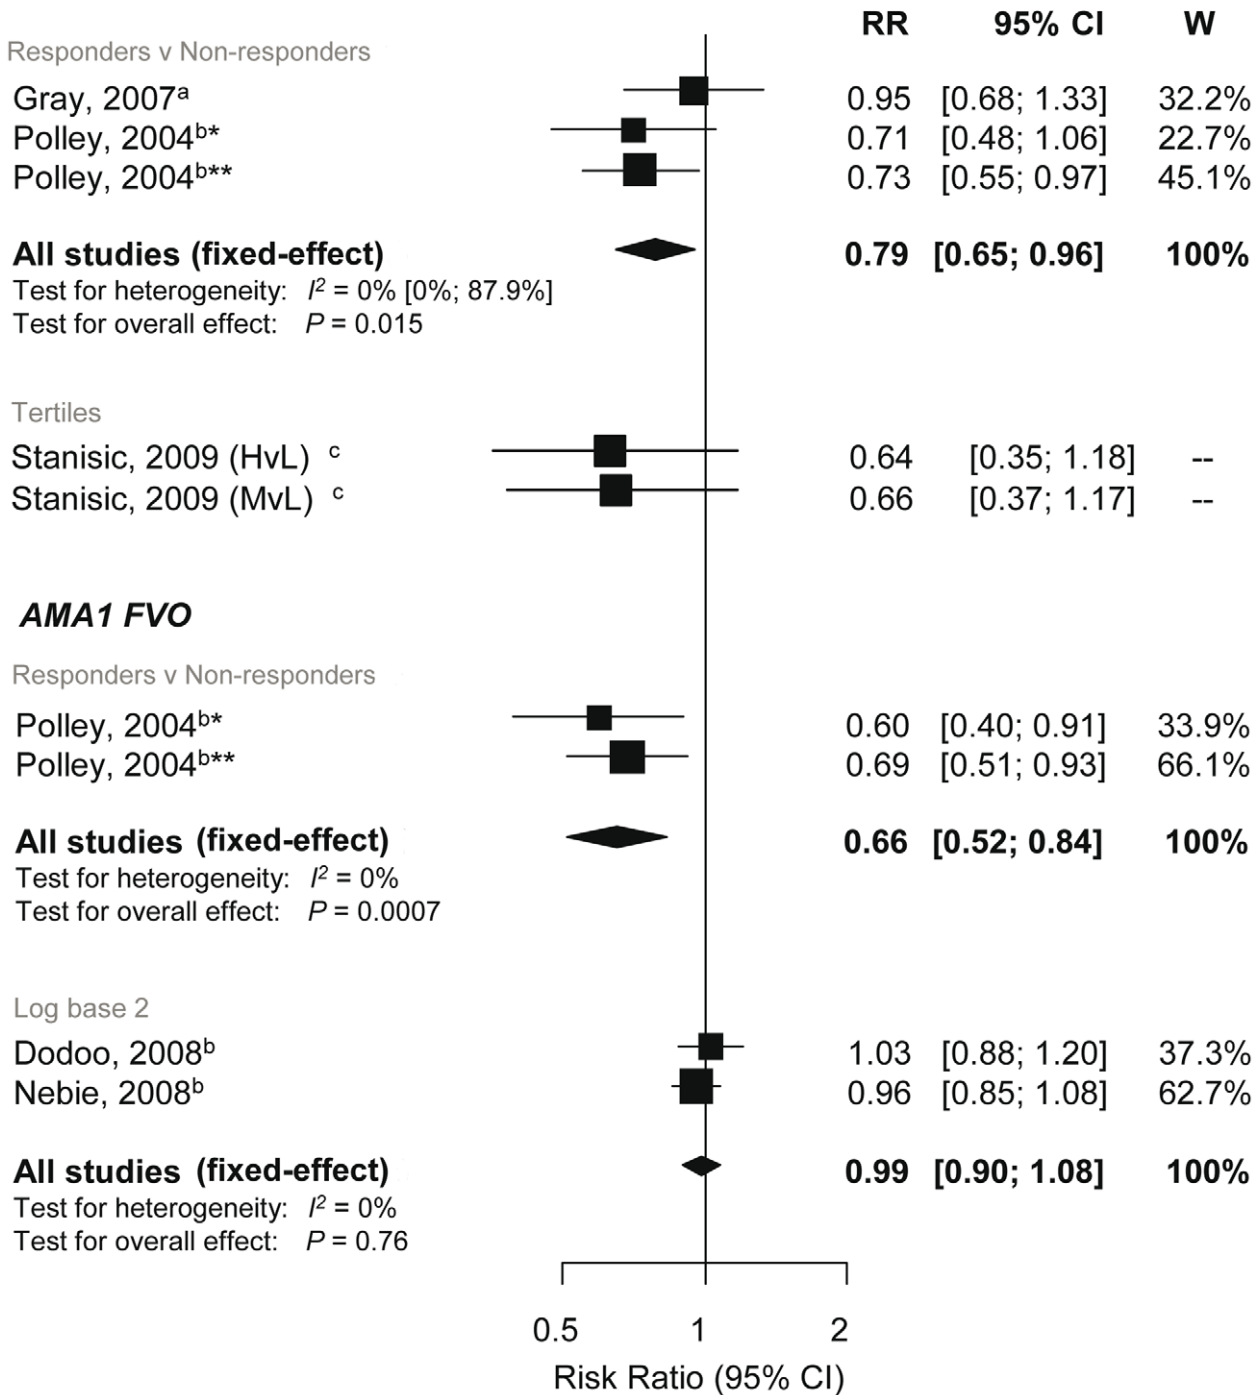 RR 95% CI W
Responders v Non-responders
Gray, 2007ᵃ 0.95 [0.68; 1.33] 32.2%
Polley, 2004ᵇ* 0.71 [0.48; 1.06] 22.7%
Polley, 2004ᵇ** 0.73 [0.55; 0.97] 45.1%
All studies (fixed-effect) 0.79 [0.65; 0.96] 100%
Test for heterogeneity: I² = 0% [0%; 87.9%]
Test for overall effect: P = 0.015
Tertiles
Stanisic, 2009 (HvL) ᶜ 0.64 [0.35; 1.18] --
Stanisic, 2009 (MvL) ᶜ 0.66 [0.37; 1.17] --
AMA1 FVO
Responders v Non-responders
Polley, 2004ᵇ* 0.60 [0.40; 0.91] 33.9%
Polley, 2004ᵇ** 0.69 [0.51; 0.93] 66.1%
All studies (fixed-effect) 0.66 [0.52; 0.84] 100%
Test for heterogeneity: I² = 0%
Test for overall effect: P = 0.0007
Log base 2
Dodoo, 2008ᵇ 1.03 [0.88; 1.20] 37.3%
Nebie, 2008ᵇ 0.96 [0.85; 1.08] 62.7%
All studies (fixed-effect) 0.99 [0.90; 1.08] 100%
Test for heterogeneity: I² = 0%
Test for overall effect: P = 0.76
0.5 1 2
Risk Ratio (95% CI)